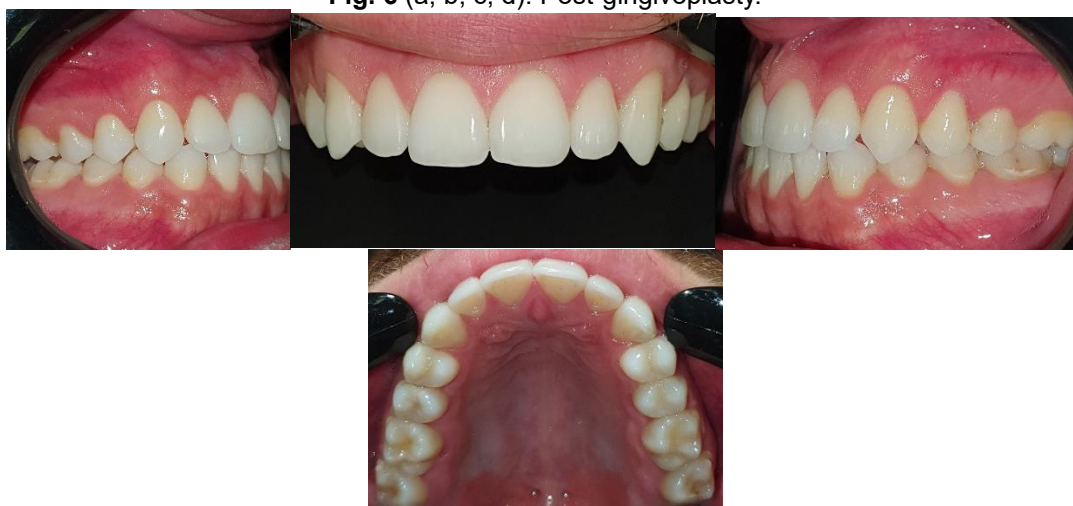 Fig. (a, b, c, d). Post-gingivoplasty.